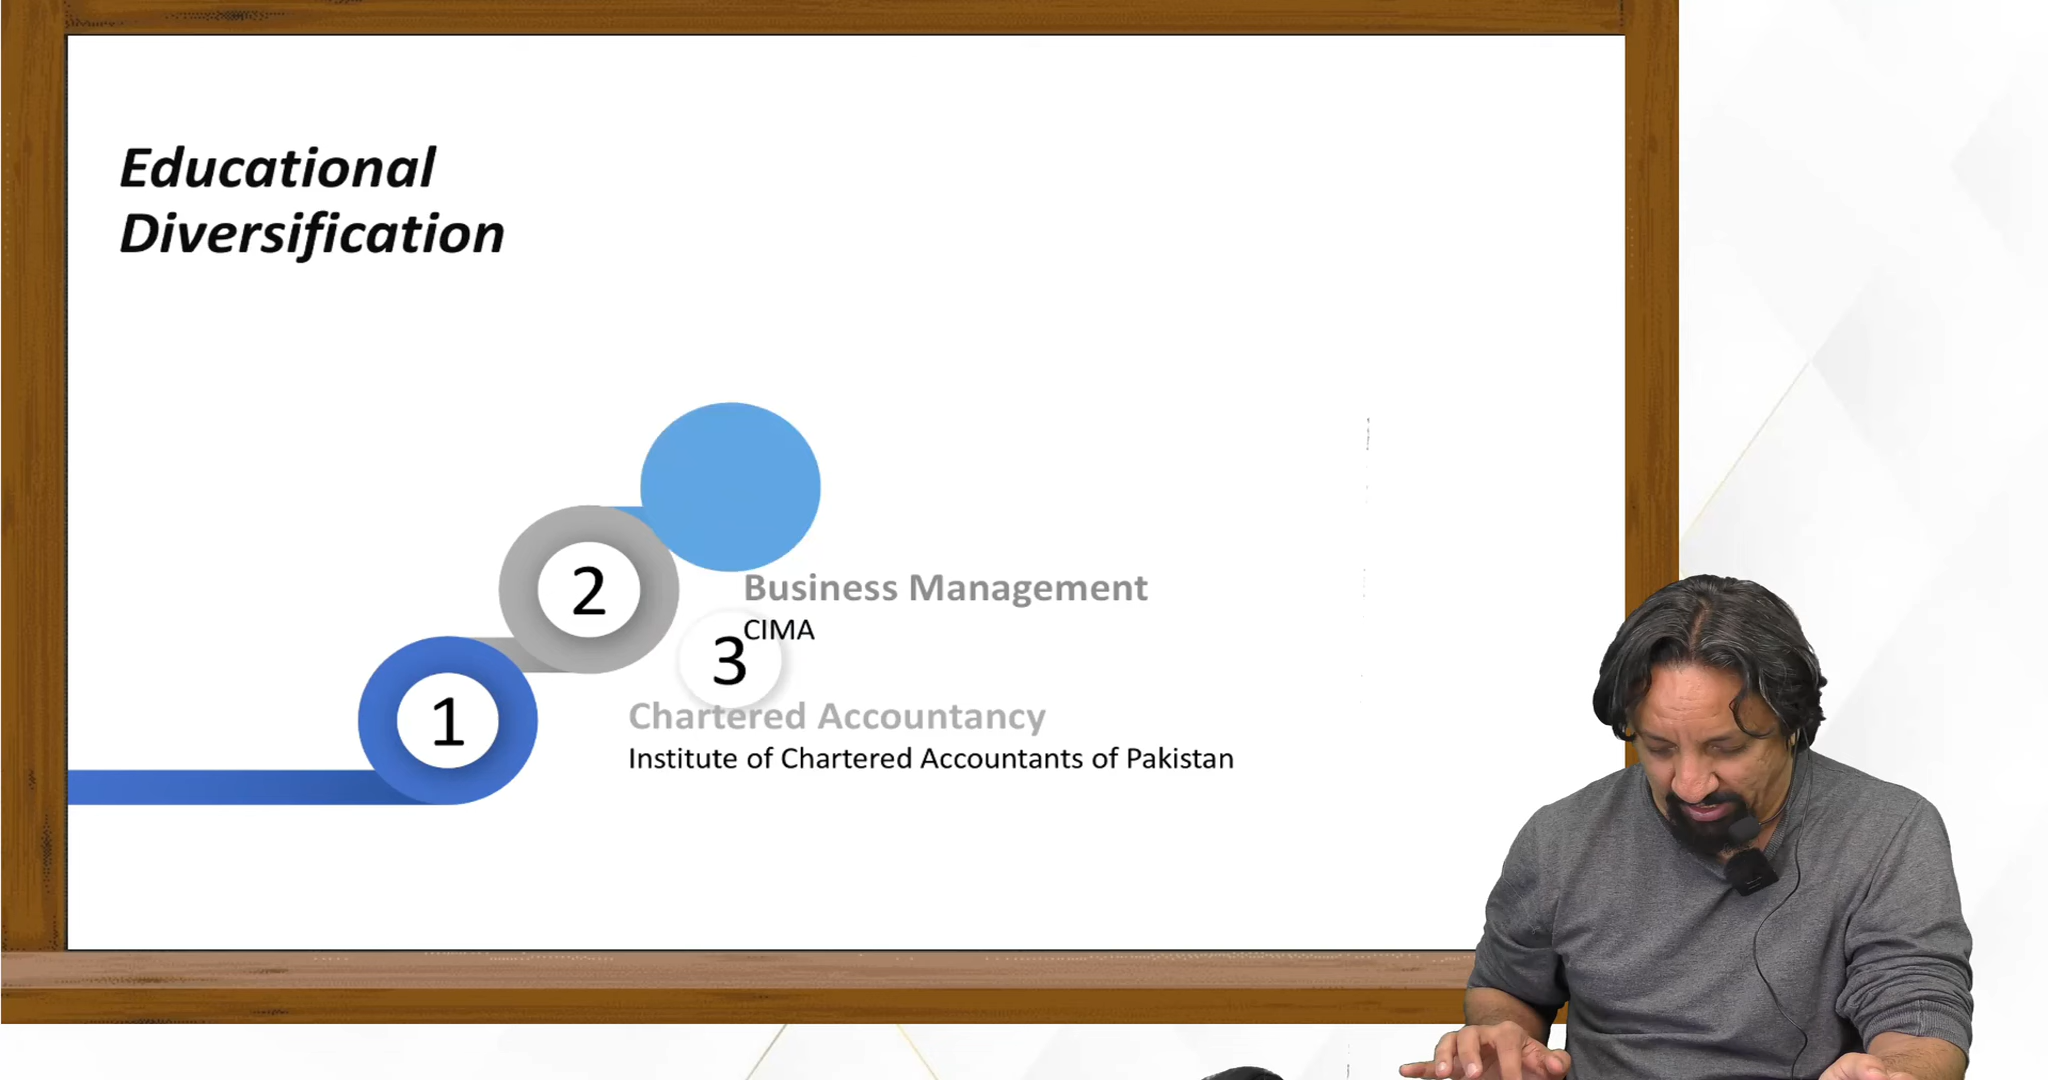 Educational
Diversification
2
Business Management
CIMA
3
1
Chartered Accountancy
Institute of Chartered Accountants of Pakistan